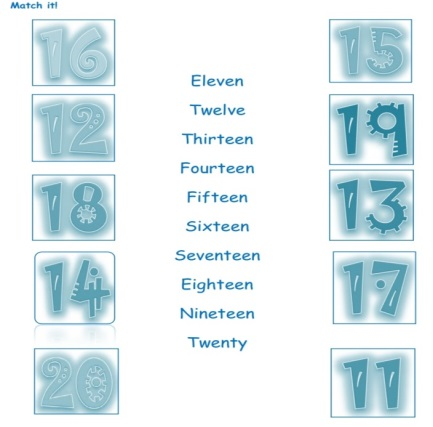 Match it!
16
15
Eleven
Twelve
12
19
Thirteen
Fourteen
18
13
Fifteen
Sixteen
Seventeen
14
17
Eighteen
Nineteen
Twenty
20
11